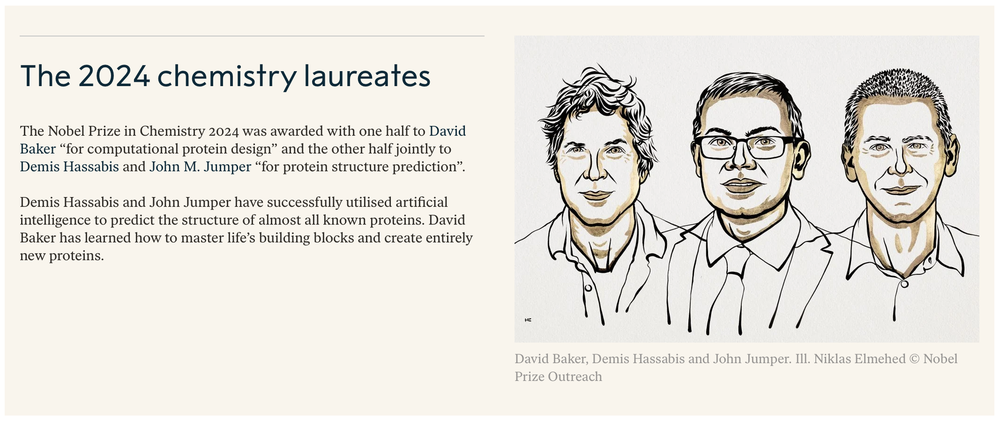 The 2024 chemistry laureates
The Nobel Prize in Chemistry 2024 was awarded with one half to David
Baker “for computational protein design” and the other half jointly to
Demis Hassabis and John M. Jumper “for protein structure prediction”.
Demis Hassabis and John Jumper have successfully utilised artificial
intelligence to predict the structure of almost all known proteins. David
Baker has learned how to master life’s building blocks and create entirely
new proteins.
HE
David Baker, Demis Hassabis and John Jumper. Ill. Niklas Elmehed © Nobel
Prize Outreach